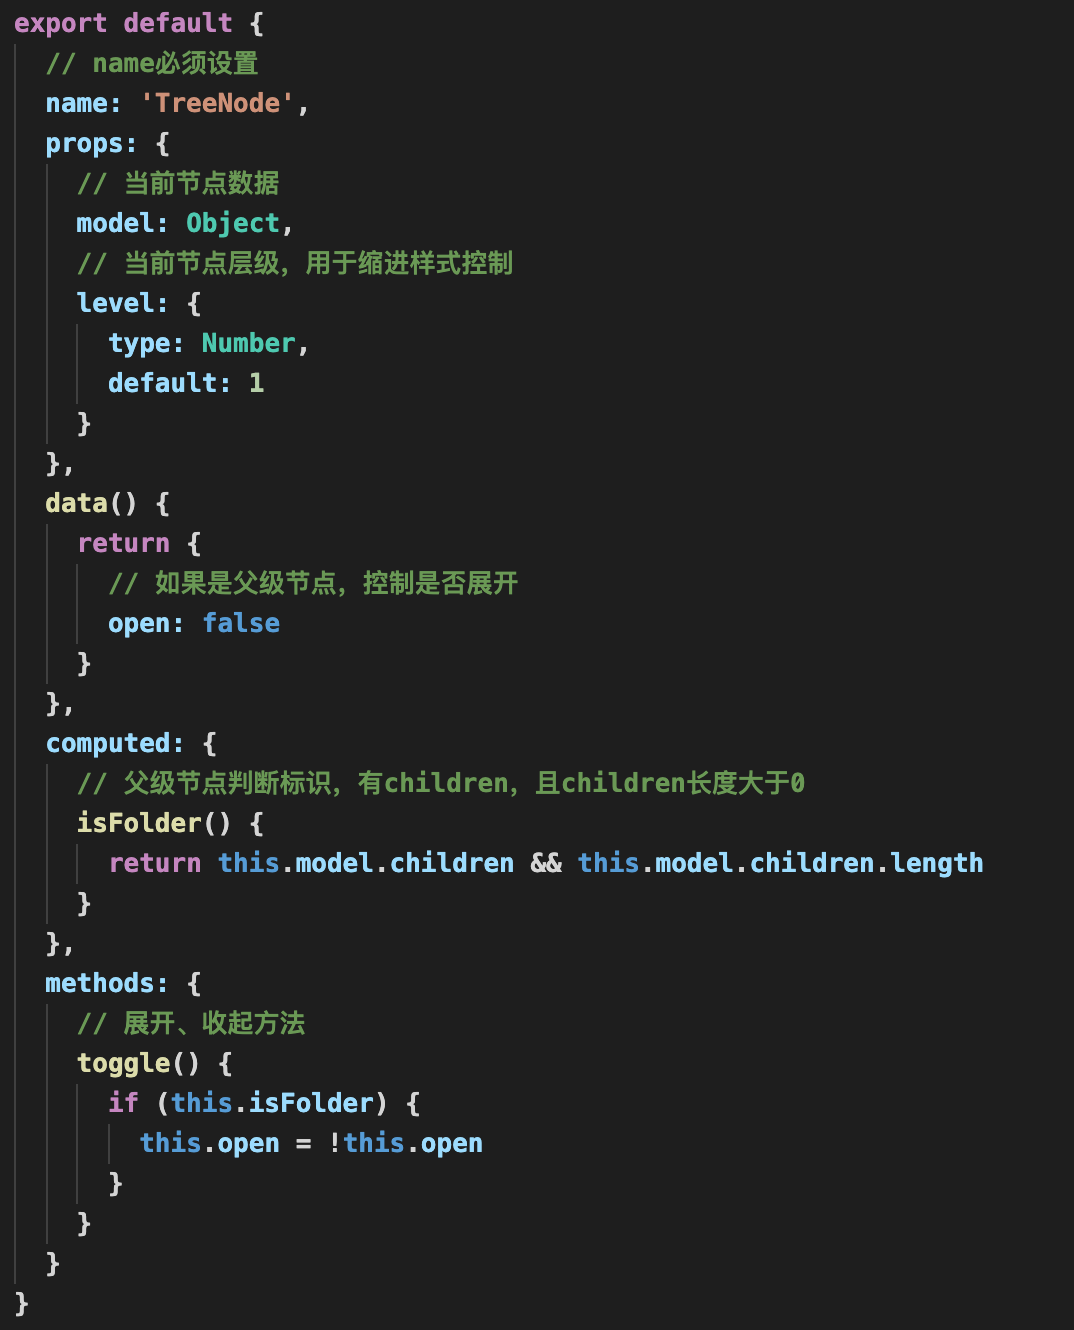 export default {
  // name必须设置
  name: 'TreeNode',
  props: {
    // 当前节点数据
    model: Object,
    // 当前节点层级，用于缩进样式控制
    level: {
      type: Number,
      default: 1
    }
  },
  data() {
    return {
      // 如果是父级节点，控制是否展开
      open: false
    }
  },
  computed: {
    // 父级节点判断标识，有children，且children长度大于0
    isFolder() {
      return this.model.children && this.model.children.length
    }
  },
  methods: {
    // 展开、收起方法
    toggle() {
      if (this.isFolder) {
        this.open = !this.open
      }
    }
  }
}